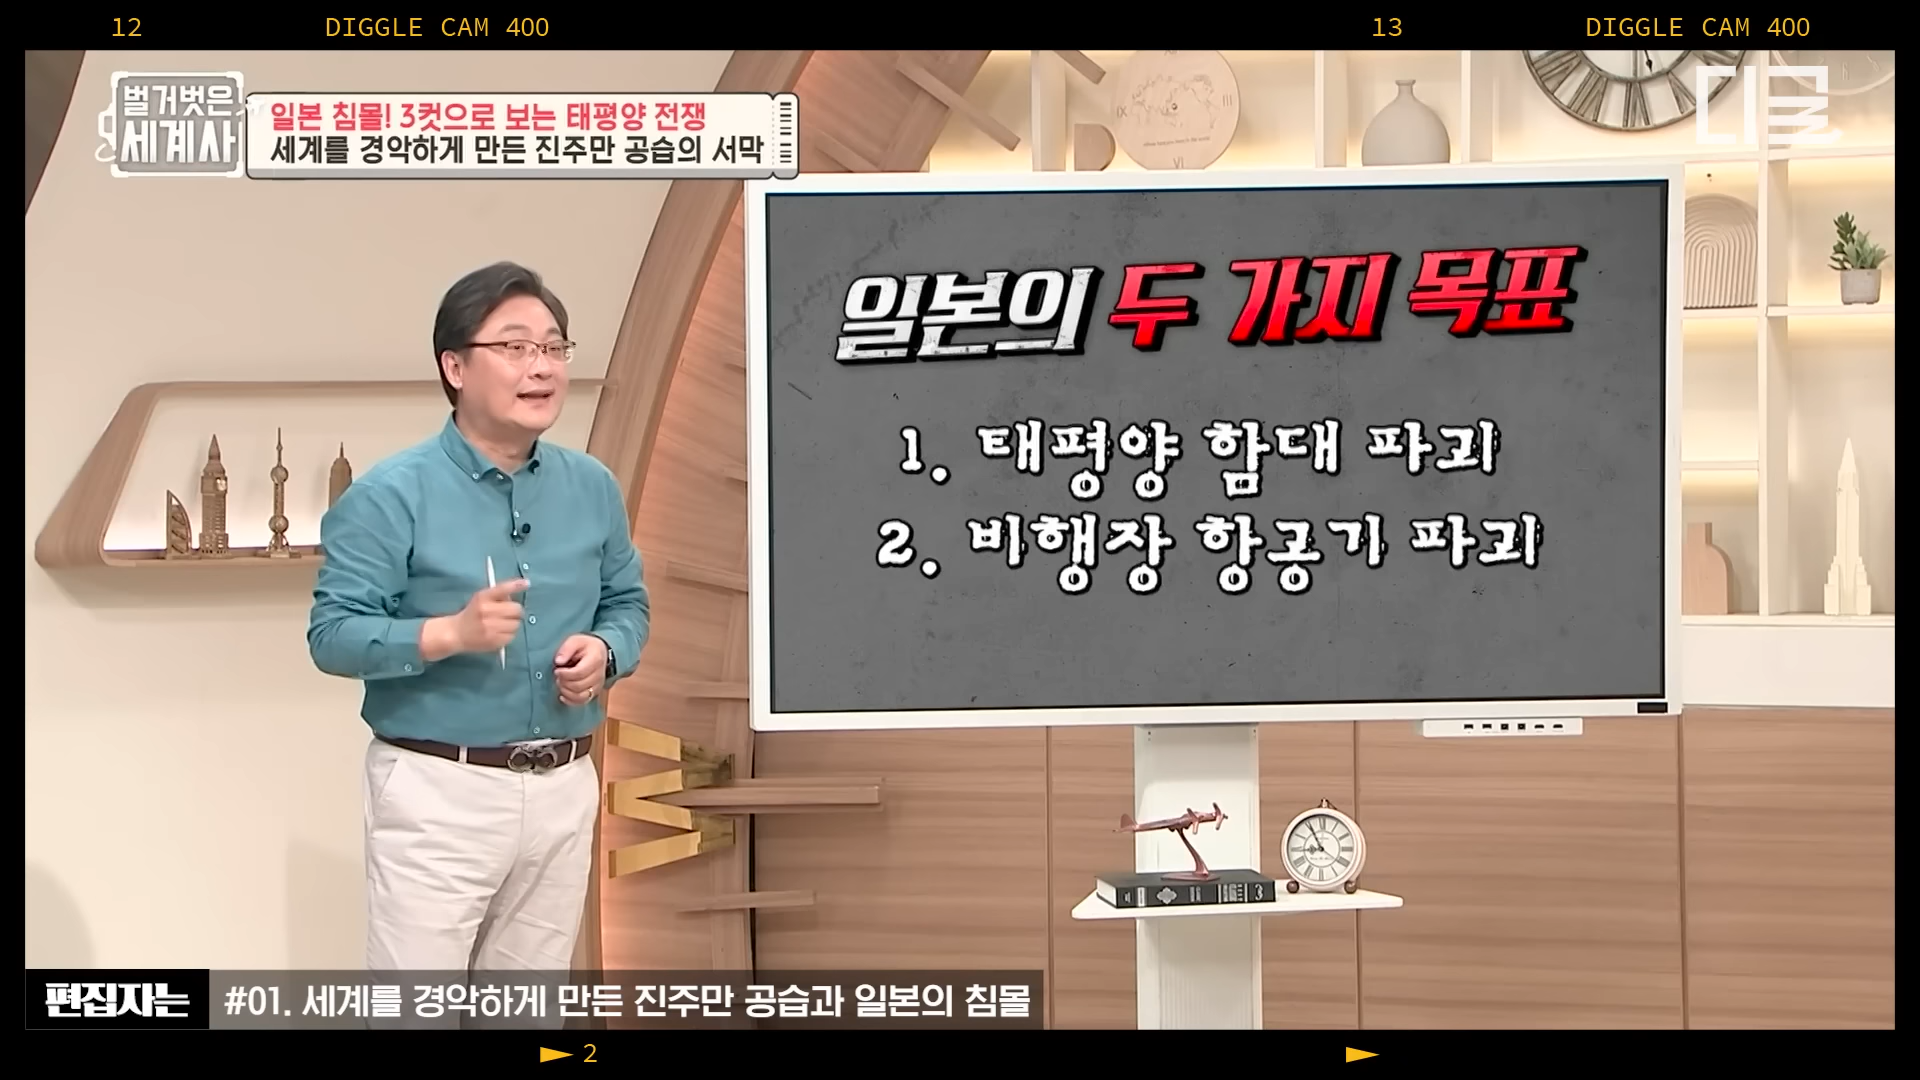 12 DIGGLE CAM 400 13 DIGGLE CAM 400
벌거벗은
세계사
일본 침몰! 3컷으로 보는 태평양 전쟁
세계를 경악하게 만든 진주만 공습의 서막
디글
일본의 두 가지 목표
1. 태평양 함대 파괴
2. 비행장 항공기 파괴
편집자는 #01. 세계를 경악하게 만든 진주만 공습과 일본의 침몰
2